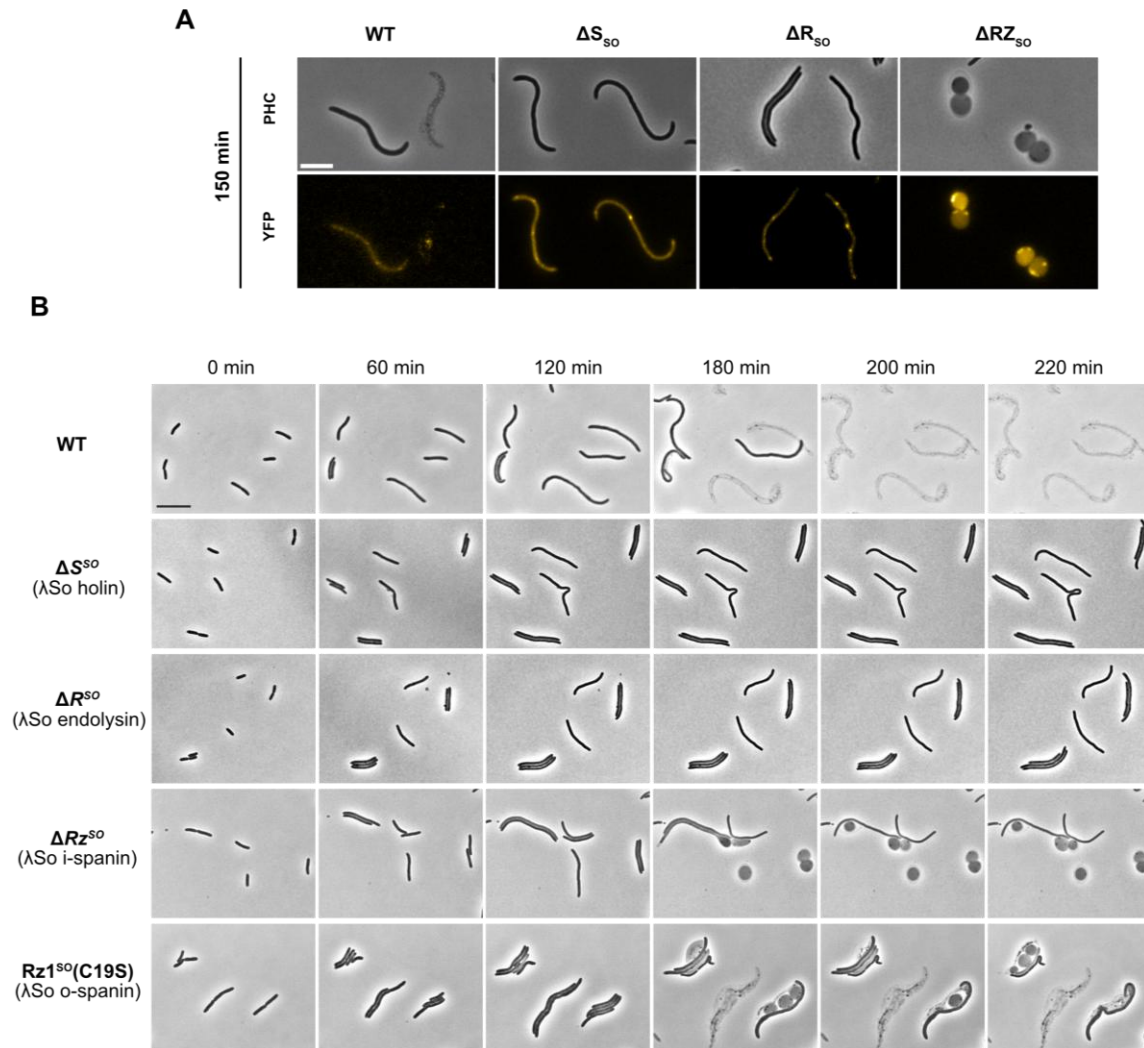 A
WT ΔS_SO ΔR_SO ΔRZ_SO
150 min
PHC
YFP
B
0 min 60 min 120 min 180 min 200 min 220 min
WT
ΔS^SO
(λSo holin)
ΔR^SO
(λSo endolysin)
ΔRz^SO
(λSo i-spanin)
Rz1^SO(C19S)
(λSo o-spanin)